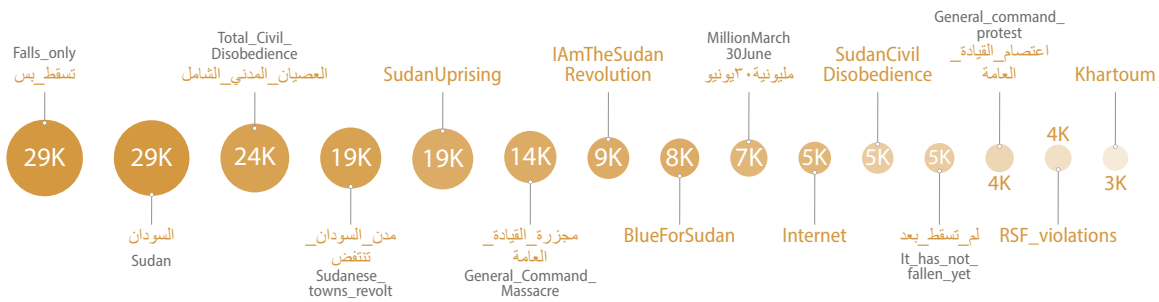 Falls_only
تسقط_بس
29K
29K
السودان
Sudan
Total_Civil_
Disobedience
العصيان_المدني_الشامل
24K
19K
مدن_السودان_
تنتفض
Sudanese_
towns_revolt
SudanUprising
19K
14K
مجزرة_القيادة_
العامة
General_Command_
Massacre
IAmTheSudan
Revolution
9K
8K
BlueForSudan
MillionMarch
30June
مليونية٣٠يونيو
7K
5K
Internet
SudanCivil
Disobedience
5K
5K
لم_تسقط_بعد
It_has_not_
fallen_yet
General_command_
protest
اعتصام_القيادة_
العامة
4K
4K
RSF_violations
Khartoum
3K